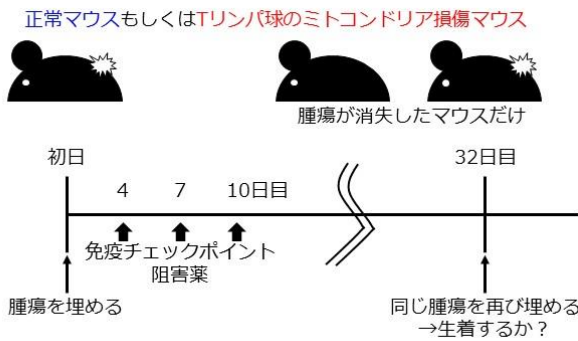 正常マウスもしくはTリンパ球のミトコンドリア損傷マウス
腫瘍が消失したマウスだけ
初日
32日目
4
7
10日目
免疫チェックポイント
阻害薬
腫瘍を埋める
同じ腫瘍を再び埋める
→生着するか？